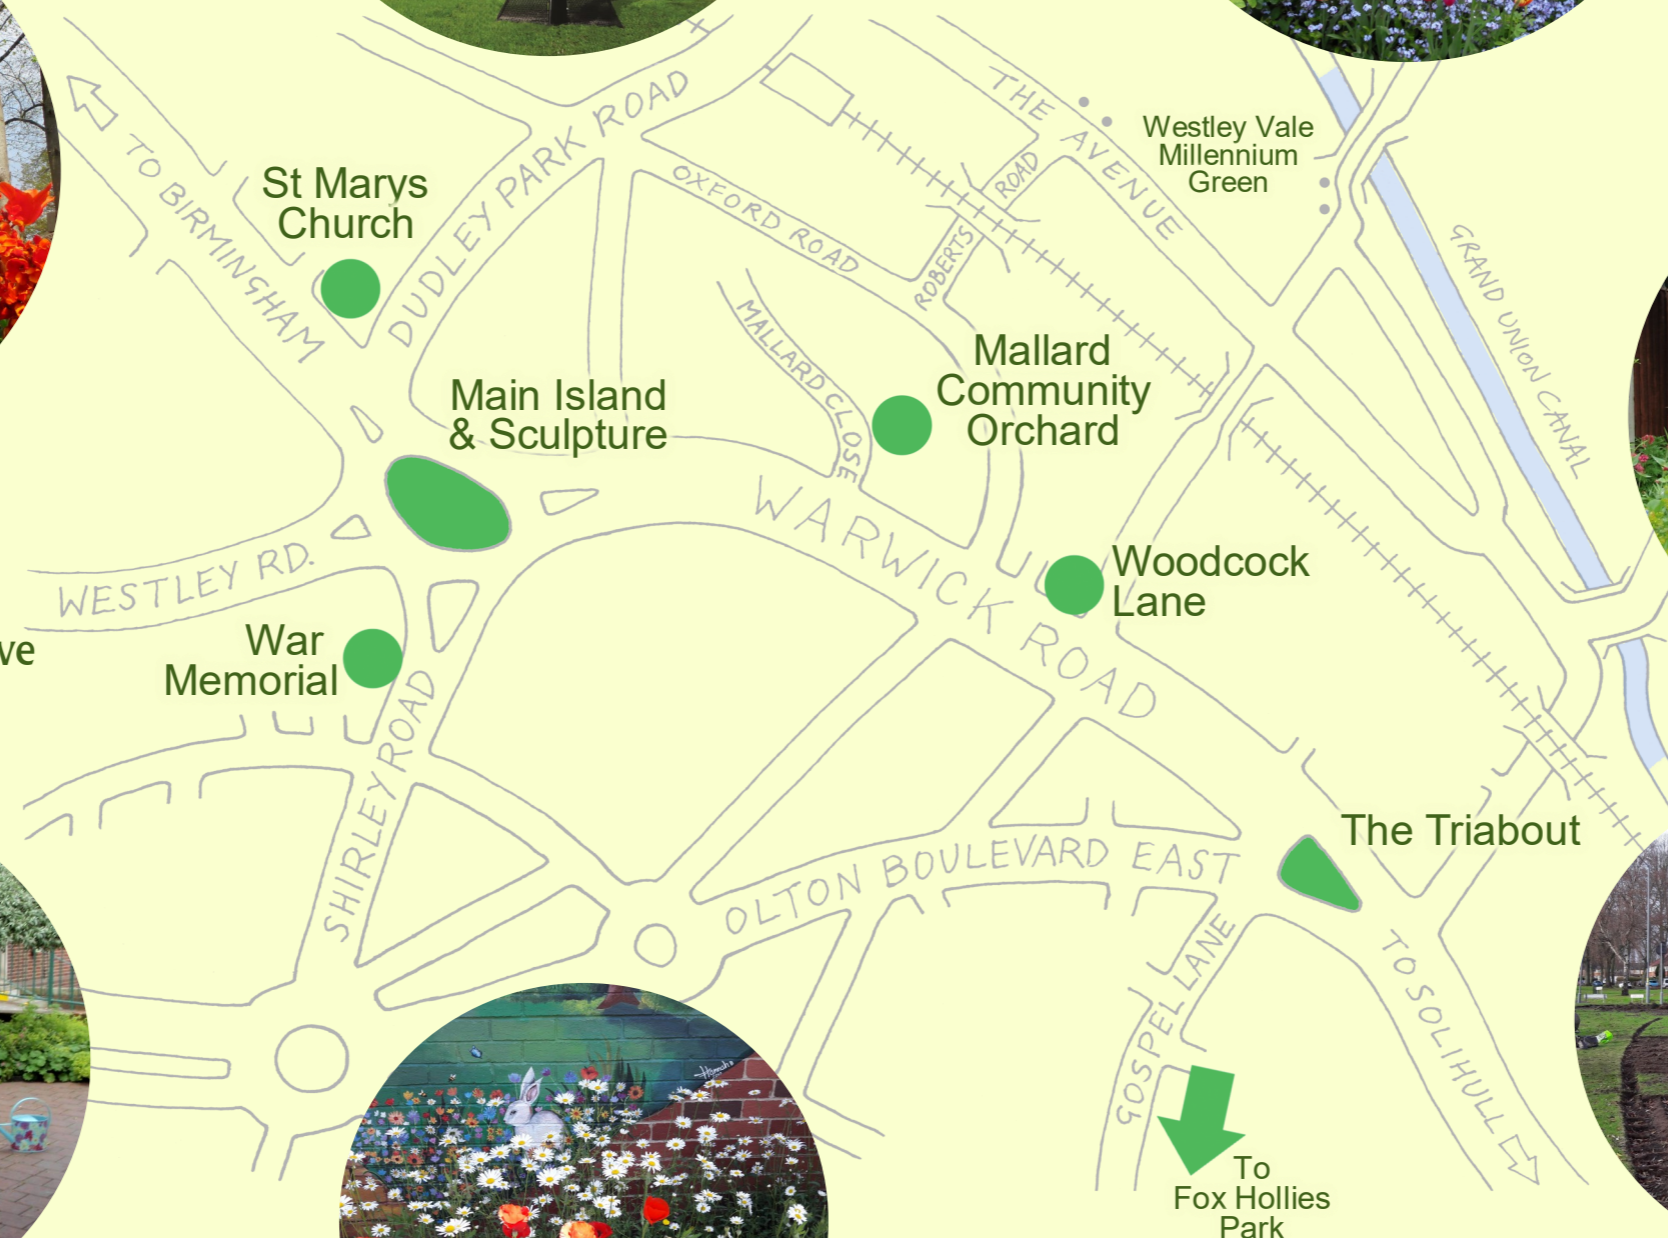 DUDLEY PARK ROAD
THE AVENUE
Westley Vale
Millennium
Green
TO BIRMINGHAM
St Marys
Church
OXFORD ROAD
ROBERTS ROAD
GRAND UNION CANAL
MALLARD CLOSE
Mallard
Community
Orchard
Main Island
& Sculpture
WARWICK ROAD
WESTLEY RD.
Woodcock
Lane
War
Memorial
ve
SHIRLEY ROAD
The Triabout
OLTON BOULEVARD EAST
GOSPEL LANE
GOSPEL LANE
TO SOLIHULL
To
Fox Hollies
Park